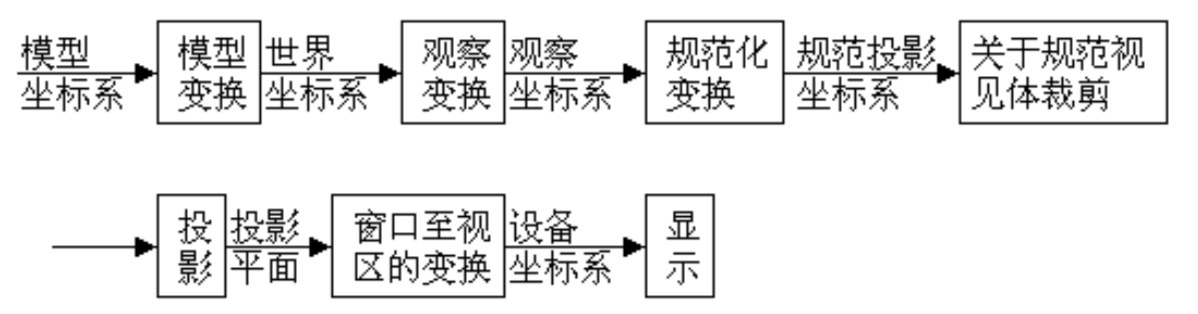 模型
坐标系
模型
变换
世界
坐标系
观察
变换
观察
坐标系
规范化
变换
规范投影
坐标系
关于规范视
见体裁剪
投
影
投影
平面
窗口至视
区的变换
设备
坐标系
显
示